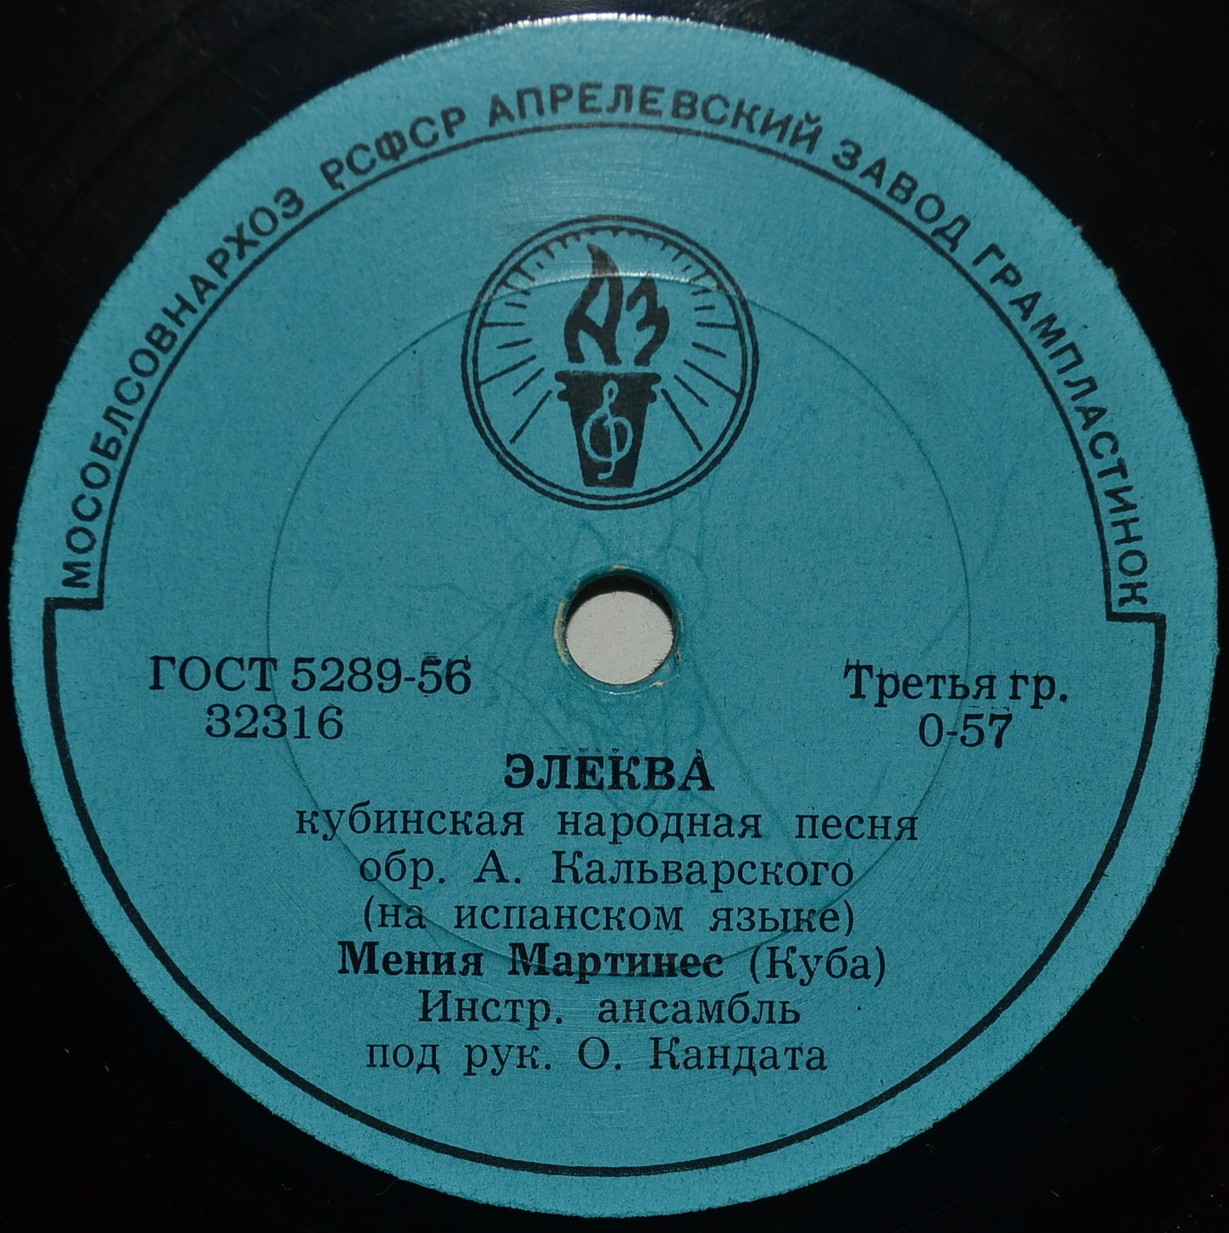 МОСОБЛСОВНАРХОЗ РСФСР АПРЕЛЕВСКИЙ ЗАВОД ГРАМПЛАСТИНОК
АЗ
ГОСТ 5289-56
32316
Третья гр.
0-57
ЭЛЕКВА
кубинская народная песня
обр. А. Кальварского
(на испанском языке)
Мения Мартинес (Куба)
Инстр. ансамбль
под рук. О. Кандата